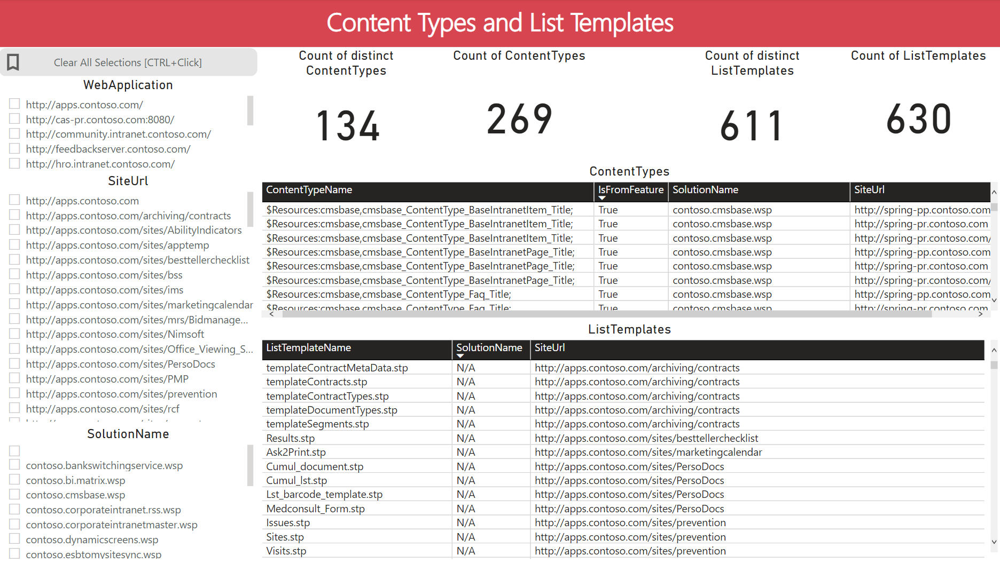 Content Types and List Templates
Clear All Selections [CTRL+Click]
WebApplication
http://apps.contoso.com/
http://cas-pr.contoso.com:8080/
http://community.intranet.contoso.com/
http://feedbackserver.contoso.com/
http://hro.intranet.contoso.com/
SiteUrl
http://apps.contoso.com
http://apps.contoso.com/archiving/contracts
http://apps.contoso.com/sites/AbilityIndicators
http://apps.contoso.com/sites/apptemp
http://apps.contoso.com/sites/besttellerchecklist
http://apps.contoso.com/sites/bss
http://apps.contoso.com/sites/ims
http://apps.contoso.com/sites/marketingcalendar
http://apps.contoso.com/sites/mrs/Bidmanage...
http://apps.contoso.com/sites/Nimsoft
http://apps.contoso.com/sites/Office_Viewing_S...
http://apps.contoso.com/sites/PersoDocs
http://apps.contoso.com/sites/PMP
http://apps.contoso.com/sites/prevention
http://apps.contoso.com/sites/rcf
SolutionName
contoso.bankswitchingservice.wsp
contoso.bi.matrix.wsp
contoso.cmsbase.wsp
contoso.corporateintranet.rss.wsp
contoso.corporateintranetmaster.wsp
contoso.dynamicscreens.wsp
contoso.esbtomysitesync.wsp
Count of distinct
ContentTypes
134
Count of ContentTypes
269
Count of distinct
ListTemplates
611
Count of ListTemplates
630
ContentTypes
ContentTypeName IsFromFeature SolutionName SiteUrl
$Resources:cmsbase,cmsbase_ContentType_BaseIntranetItem_Title; True contoso.cmsbase.wsp http://spring-pp.contoso.com
$Resources:cmsbase,cmsbase_ContentType_BaseIntranetItem_Title; True contoso.cmsbase.wsp http://spring-pr.contoso.com
$Resources:cmsbase,cmsbase_ContentType_BaseIntranetItem_Title; True contoso.cmsbase.wsp http://spring-pr.contoso.com/
$Resources:cmsbase,cmsbase_ContentType_BaseIntranetPage_Title; True contoso.cmsbase.wsp http://spring-pp.contoso.com
$Resources:cmsbase,cmsbase_ContentType_BaseIntranetPage_Title; True contoso.cmsbase.wsp http://spring-pr.contoso.com
$Resources:cmsbase,cmsbase_ContentType_BaseIntranetPage_Title; True contoso.cmsbase.wsp http://spring-pr.contoso.com/
$Resources:cmsbase,cmsbase_ContentType_Faq_Title; True contoso.cmsbase.wsp http://spring-pp.contoso.com
$Resources:cmsbase,cmsbase_ContentType_Faq_Title; True contoso.cmsbase.wsp http://spring-pr.contoso.com
ListTemplates
ListTemplateName SolutionName SiteUrl
templateContractMetaData.stp N/A http://apps.contoso.com/archiving/contracts
templateContracts.stp N/A http://apps.contoso.com/archiving/contracts
templateContractTypes.stp N/A http://apps.contoso.com/archiving/contracts
templateDocumentTypes.stp N/A http://apps.contoso.com/archiving/contracts
templateSegments.stp N/A http://apps.contoso.com/archiving/contracts
Results.stp N/A http://apps.contoso.com/sites/besttellerchecklist
Ask2Print.stp N/A http://apps.contoso.com/sites/marketingcalendar
Cumul_document.stp N/A http://apps.contoso.com/sites/PersoDocs
Cumul_lst.stp N/A http://apps.contoso.com/sites/PersoDocs
Lst_barcode_template.stp N/A http://apps.contoso.com/sites/PersoDocs
Medconsult_Form.stp N/A http://apps.contoso.com/sites/PersoDocs
Issues.stp N/A http://apps.contoso.com/sites/prevention
Sites.stp N/A http://apps.contoso.com/sites/prevention
Visits.stp N/A http://apps.contoso.com/sites/prevention